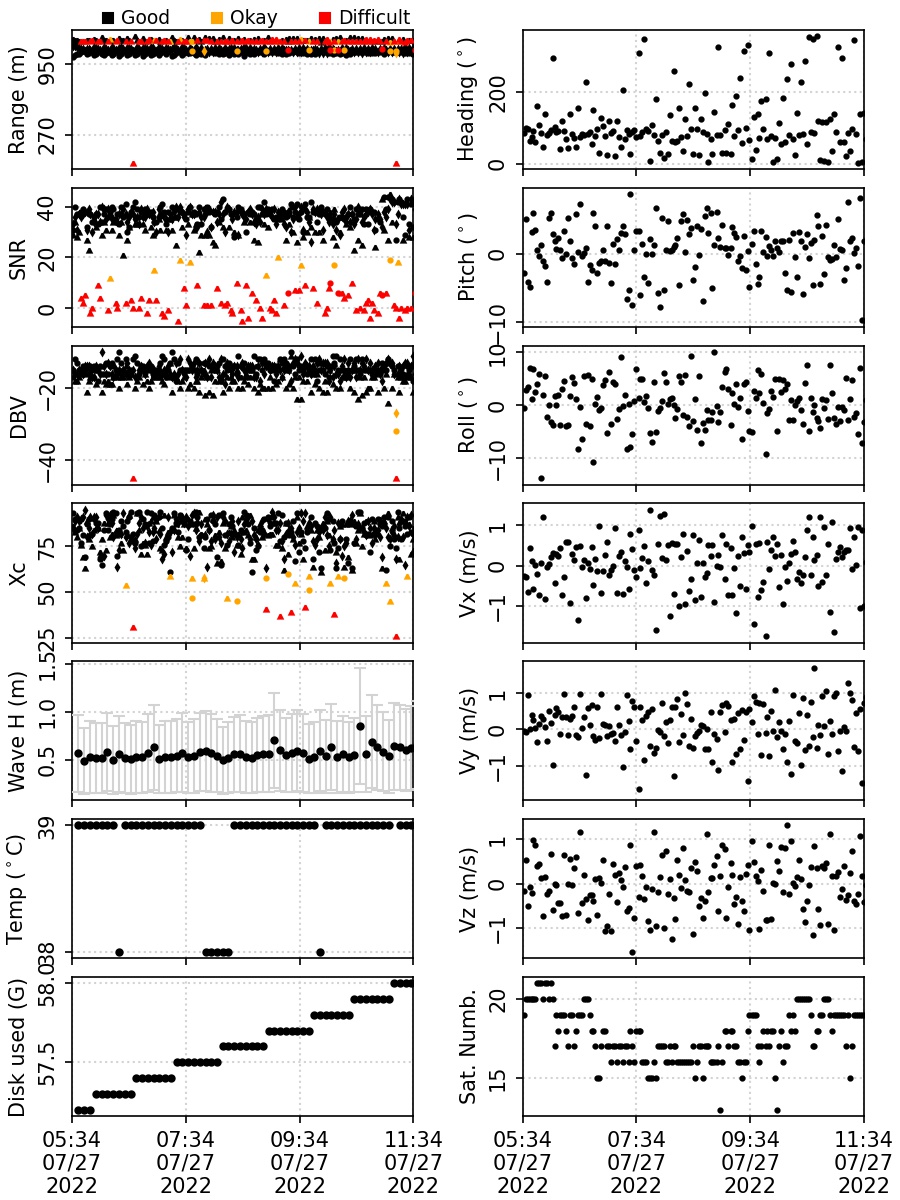 Good Okay Difficult
Range (m)
950
270
Heading (°)
200
0
SNR
40
20
0
Pitch (°)
0
−10
DBV
−20
−40
Roll (°)
10
0
−10
Xc
75
50
25
Vx (m/s)
1
0
−1
Wave H (m)
1.5
1.0
0.5
Vy (m/s)
1
0
−1
Temp (°C)
39
38
Vz (m/s)
1
0
−1
Disk used (G)
58.0
57.5
Sat. Numb.
20
15
05:34 07:34 09:34 11:34 05:34 07:34 09:34 11:34
07/27 07/27 07/27 07/27 07/27 07/27 07/27 07/27
2022 2022 2022 2022 2022 2022 2022 2022